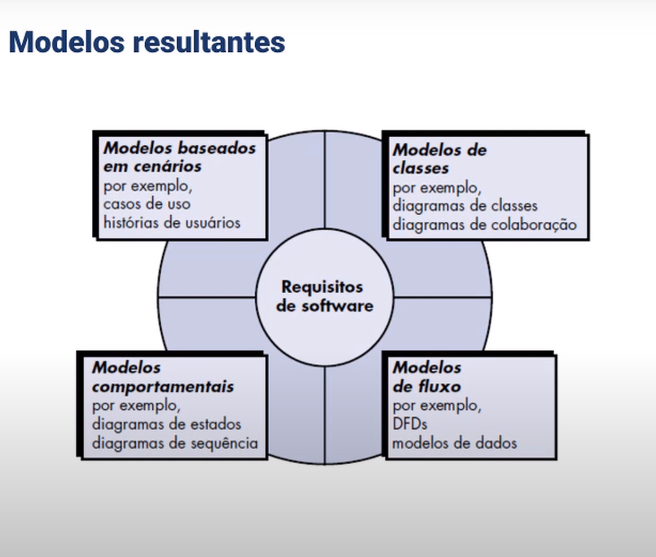 Modelos resultantes
Modelos baseados
em cenários
por exemplo,
casos de uso
histórias de usuários
Modelos de
classes
por exemplo,
diagramas de classes
diagramas de colaboração
Requisitos
de software
Modelos
comportamentais
por exemplo,
diagramas de estados
diagramas de sequência
Modelos
de fluxo
por exemplo,
DFDs
modelos de dados